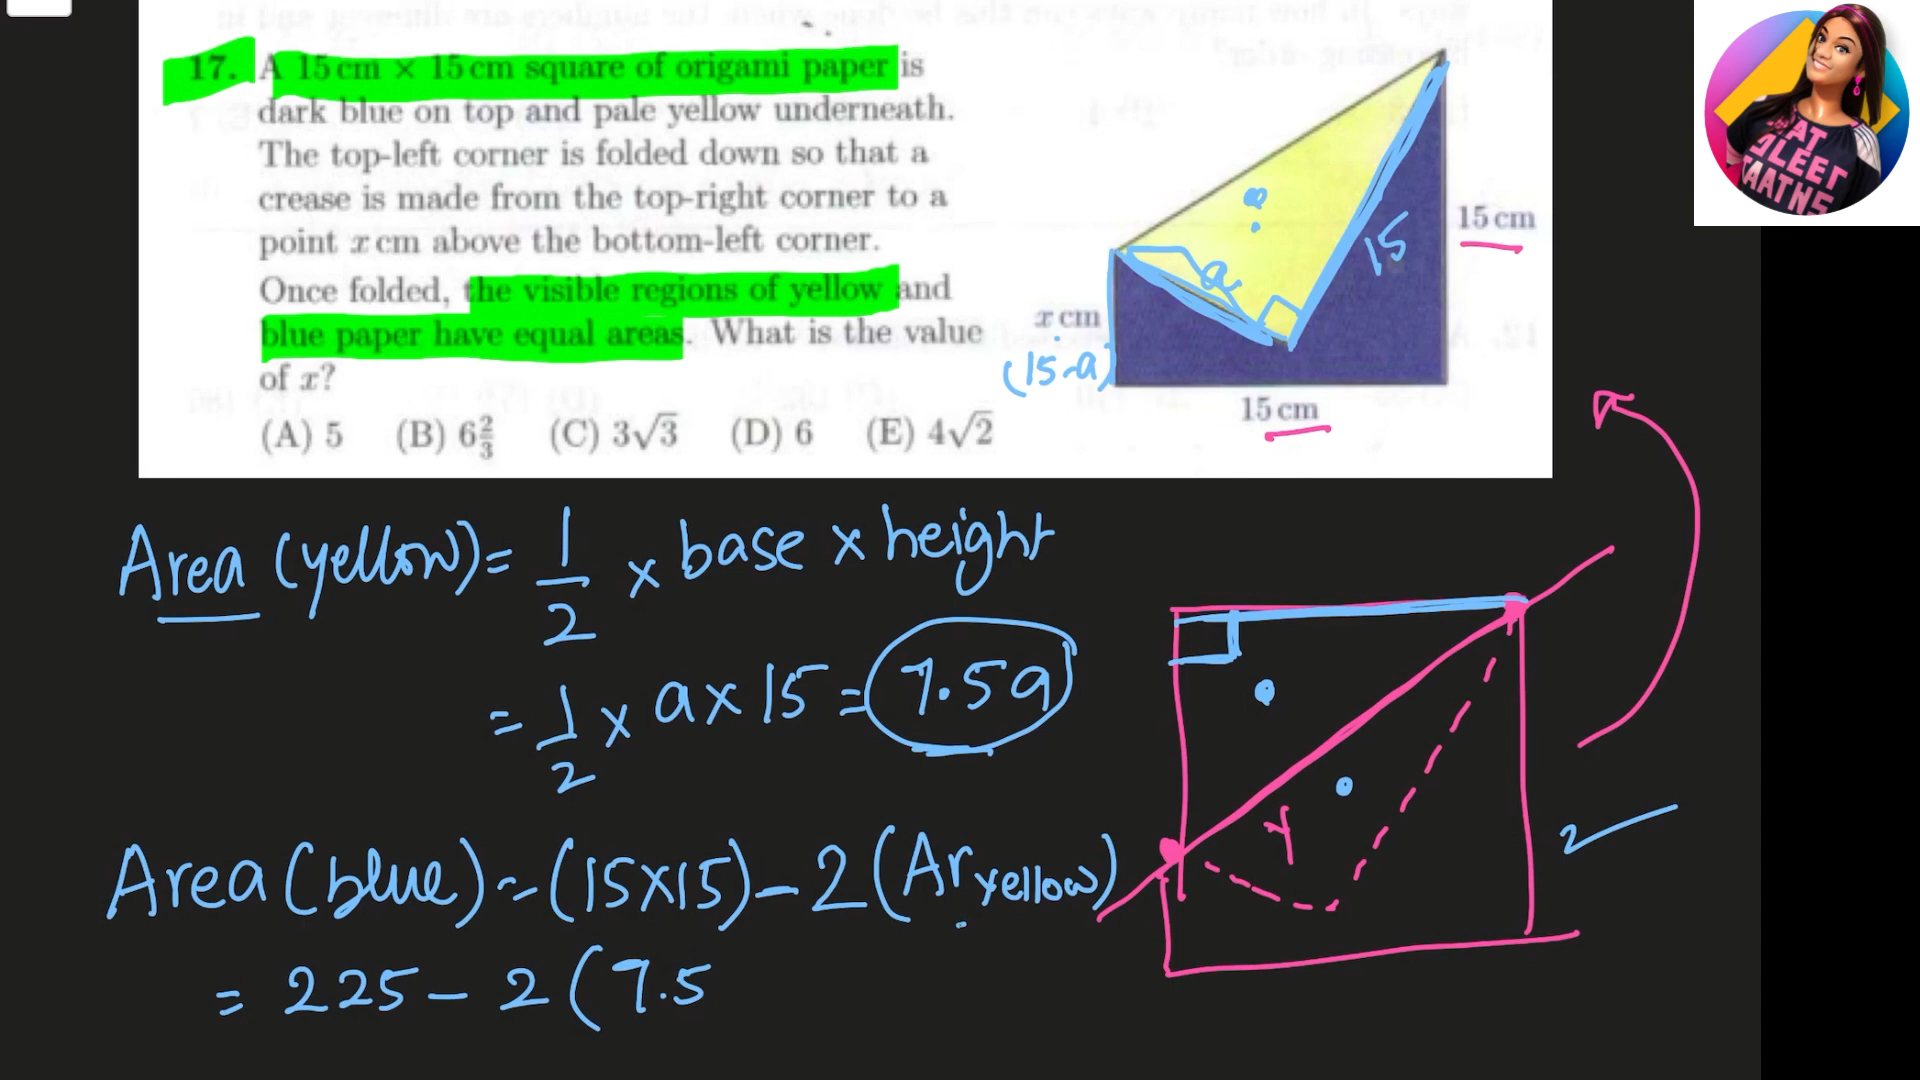 17. A 15 cm × 15 cm square of origami paper is
dark blue on top and pale yellow underneath.
The top-left corner is folded down so that a
crease is made from the top-right corner to a
point x cm above the bottom-left corner.
Once folded, the visible regions of yellow and
blue paper have equal areas. What is the value
of x?
(A) 5 (B) 6 2/3 (C) 3√3 (D) 6 (E) 4√2
15 cm
15
a
x cm
(15-a)
15 cm
Area (yellow) = 1/2 × base × height
= 1/2 × a × 15 = 7.5a
Area (blue) = (15×15) - 2(Ar yellow)
= 225 - 2(7.5
Y
EAT
SLEEP
MATHS